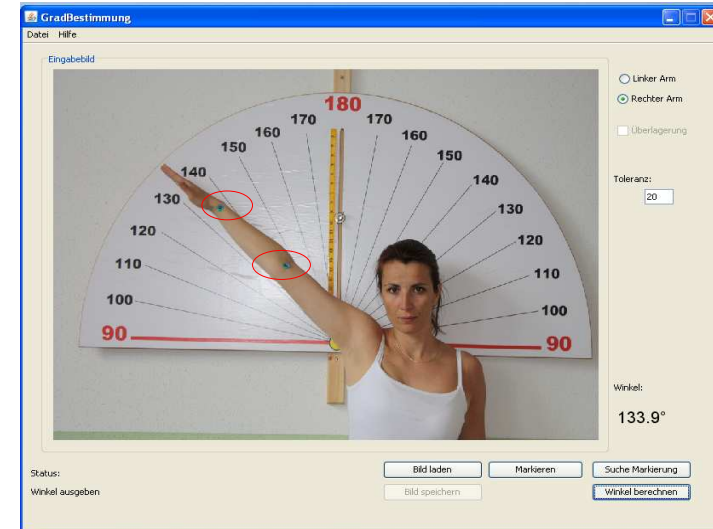 GradBestimmung
Datei Hilfe
Eingabebild
180
170 170
160 160
150 150
140 140
130 130
120 120
110 110
100 100
90 90
Linker Arm
Rechter Arm
Überlagerung
Toleranz:
20
Winkel:
133.9°
Status:
Winkel ausgeben
Bild laden
Markieren
Suche Markierung
Bild speichern
Winkel berechnen